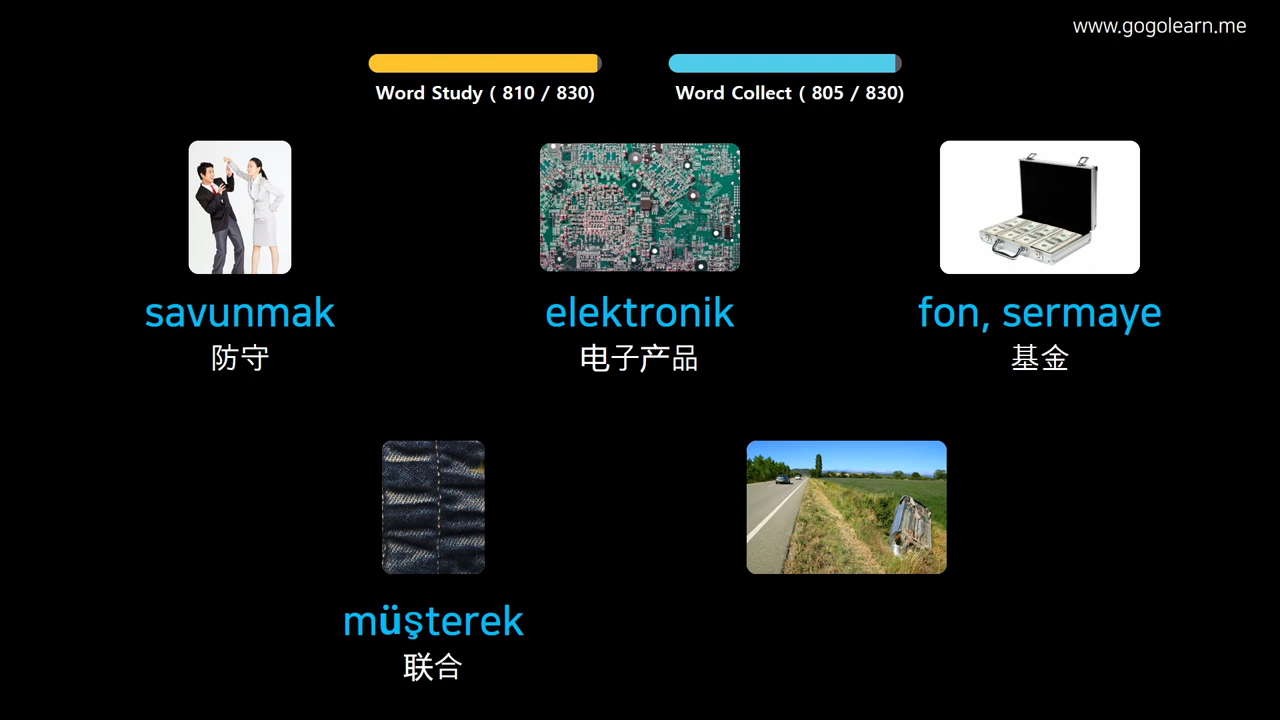 www.gogolearn.me
Word Study ( 810 / 830)
Word Collect ( 805 / 830)
savunmak
防守
elektronik
电子产品
fon, sermaye
基金
müşterek
联合